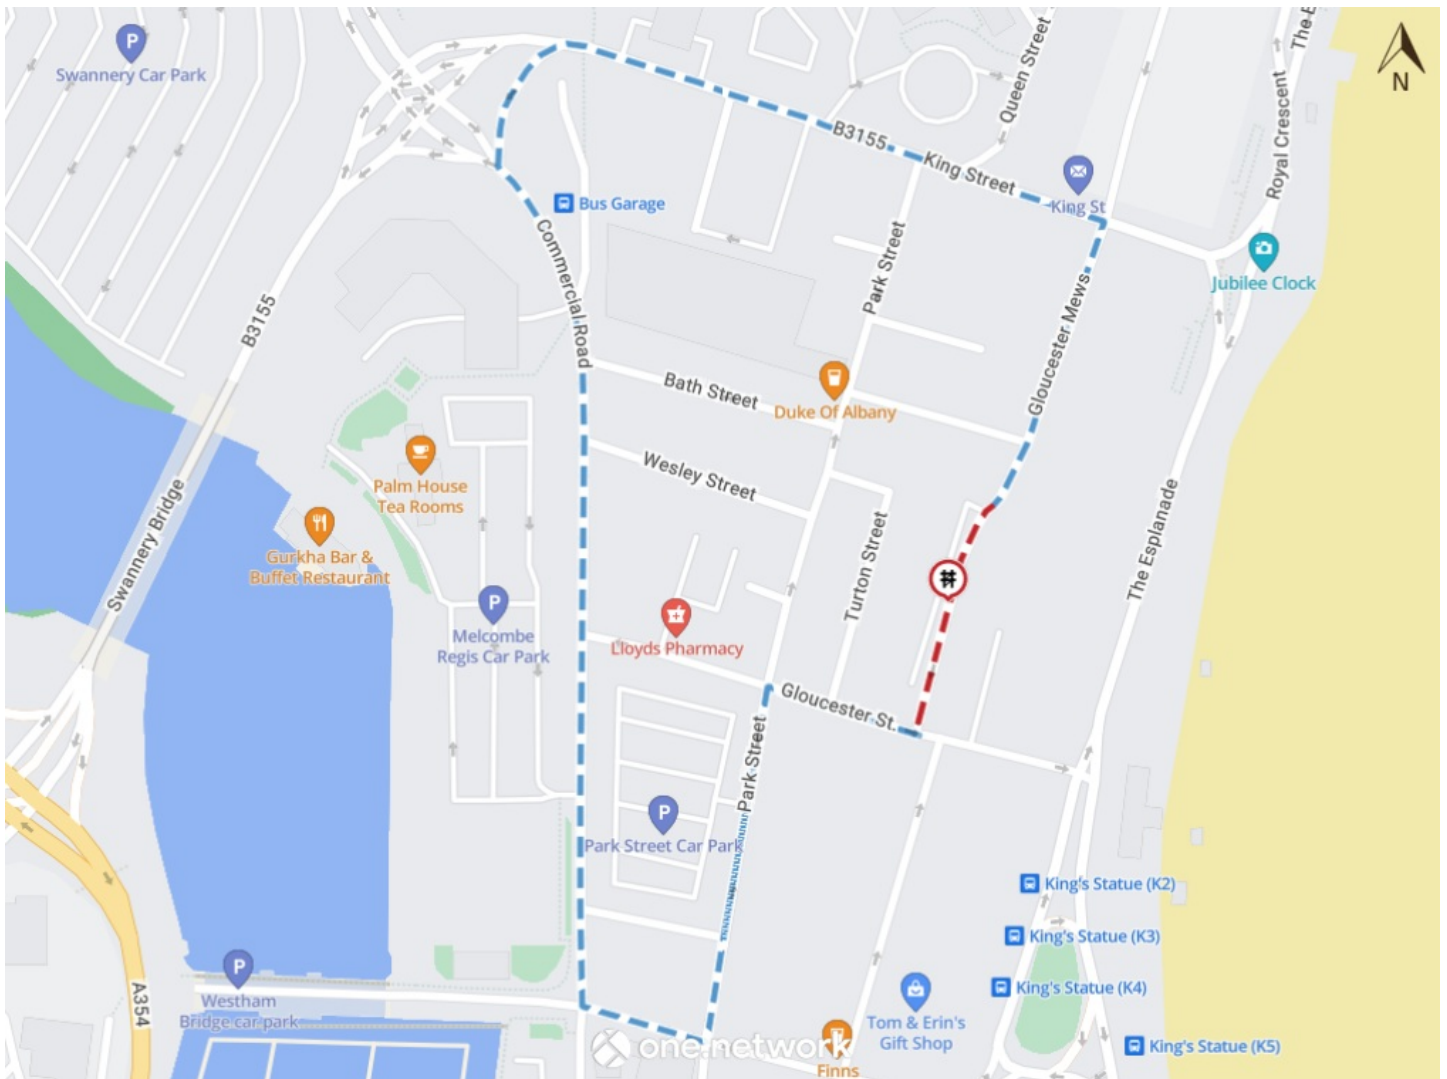 P
Swannery Car Park
The E
N
Queen Street
Royal Crescent
B3155
King Street
King St
Bus Garage
Commercial Road
Park Street
Jubilee Clock
B3155
Gloucester Mews
Bath Street
Duke Of Albany
Palm House
Tea Rooms
Wesley Street
Swannery Bridge
Gurkha Bar &
Buffet Restaurant
Turton Street
The Esplanade
P
Melcombe
Regis Car Park
Lloyds Pharmacy
Gloucester St.
Park Street
P
Park Street Car Park
King's Statue (K2)
King's Statue (K3)
King's Statue (K4)
King's Statue (K5)
A354
P
Westham
Bridge car park
Tom & Erin's
Gift Shop
one.network
Finns